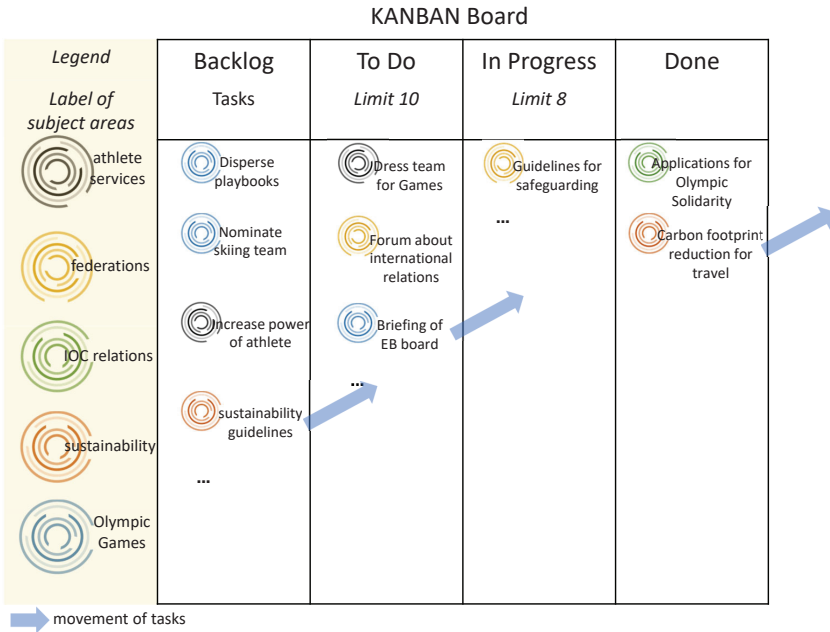 KANBAN Board
Legend
Label of
subject areas
athlete
services
federations
IOC relations
sustainability
Olympic
Games
Backlog
Tasks
Disperse
playbooks
Nominate
skiing team
Increase power
of athlete
sustainability
guidelines
...
To Do
Limit 10
Dress team
for Games
Forum about
international
relations
Briefing of
EB board
...
In Progress
Limit 8
Guidelines for
safeguarding
...
Done
Applications for
Olympic
Solidarity
Carbon footprint
reduction for
travel
movement of tasks